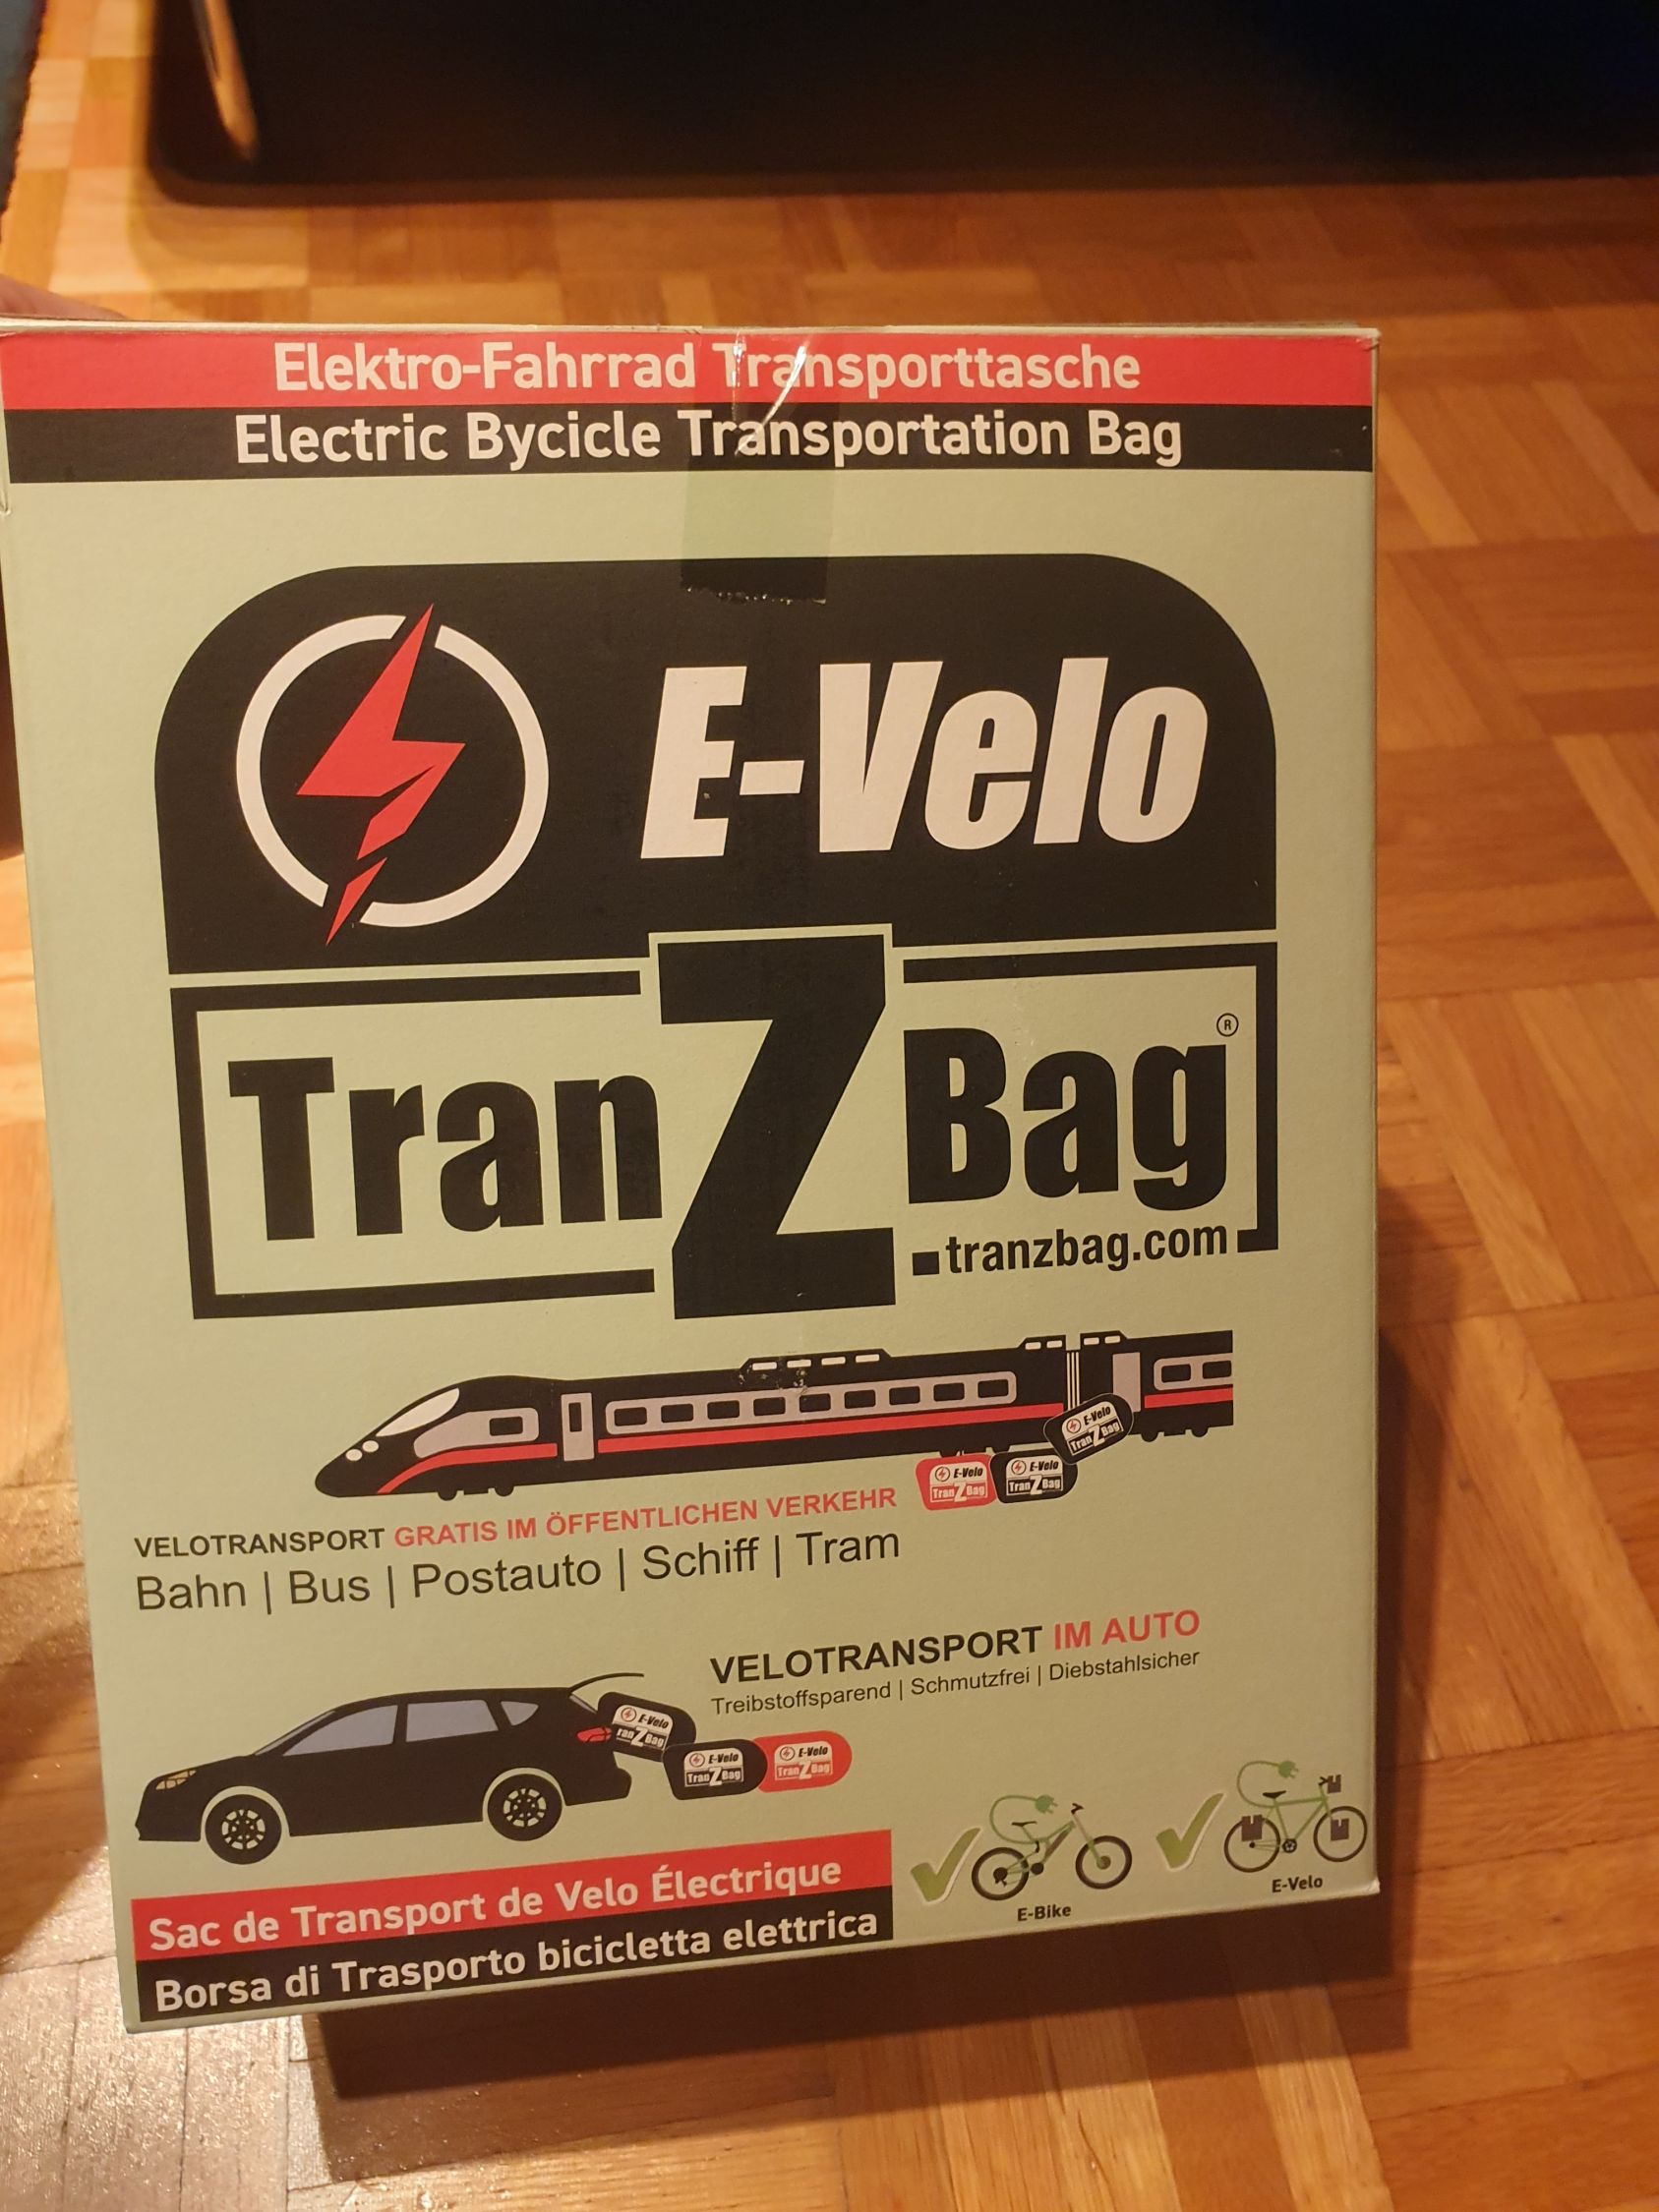 Elektro-Fahrrad Transporttasche
Electric Bycicle Transportation Bag
E-Velo
TranZBag®
tranzbag.com
E-Velo
TranZBag
E-Velo
TranZBag
E-Velo
TranZBag
VELOTRANSPORT GRATIS IM ÖFFENTLICHEN VERKEHR
Bahn | Bus | Postauto | Schiff | Tram
VELOTRANSPORT IM AUTO
Treibstoffsparend | Schmutzfrei | Diebstahlsicher
E-Velo
ranZBag
E-Velo
TranZBag
E-Velo
TranZBag
Sac de Transport de Velo Électrique
Borsa di Trasporto bicicletta elettrica
E-Bike
E-Velo